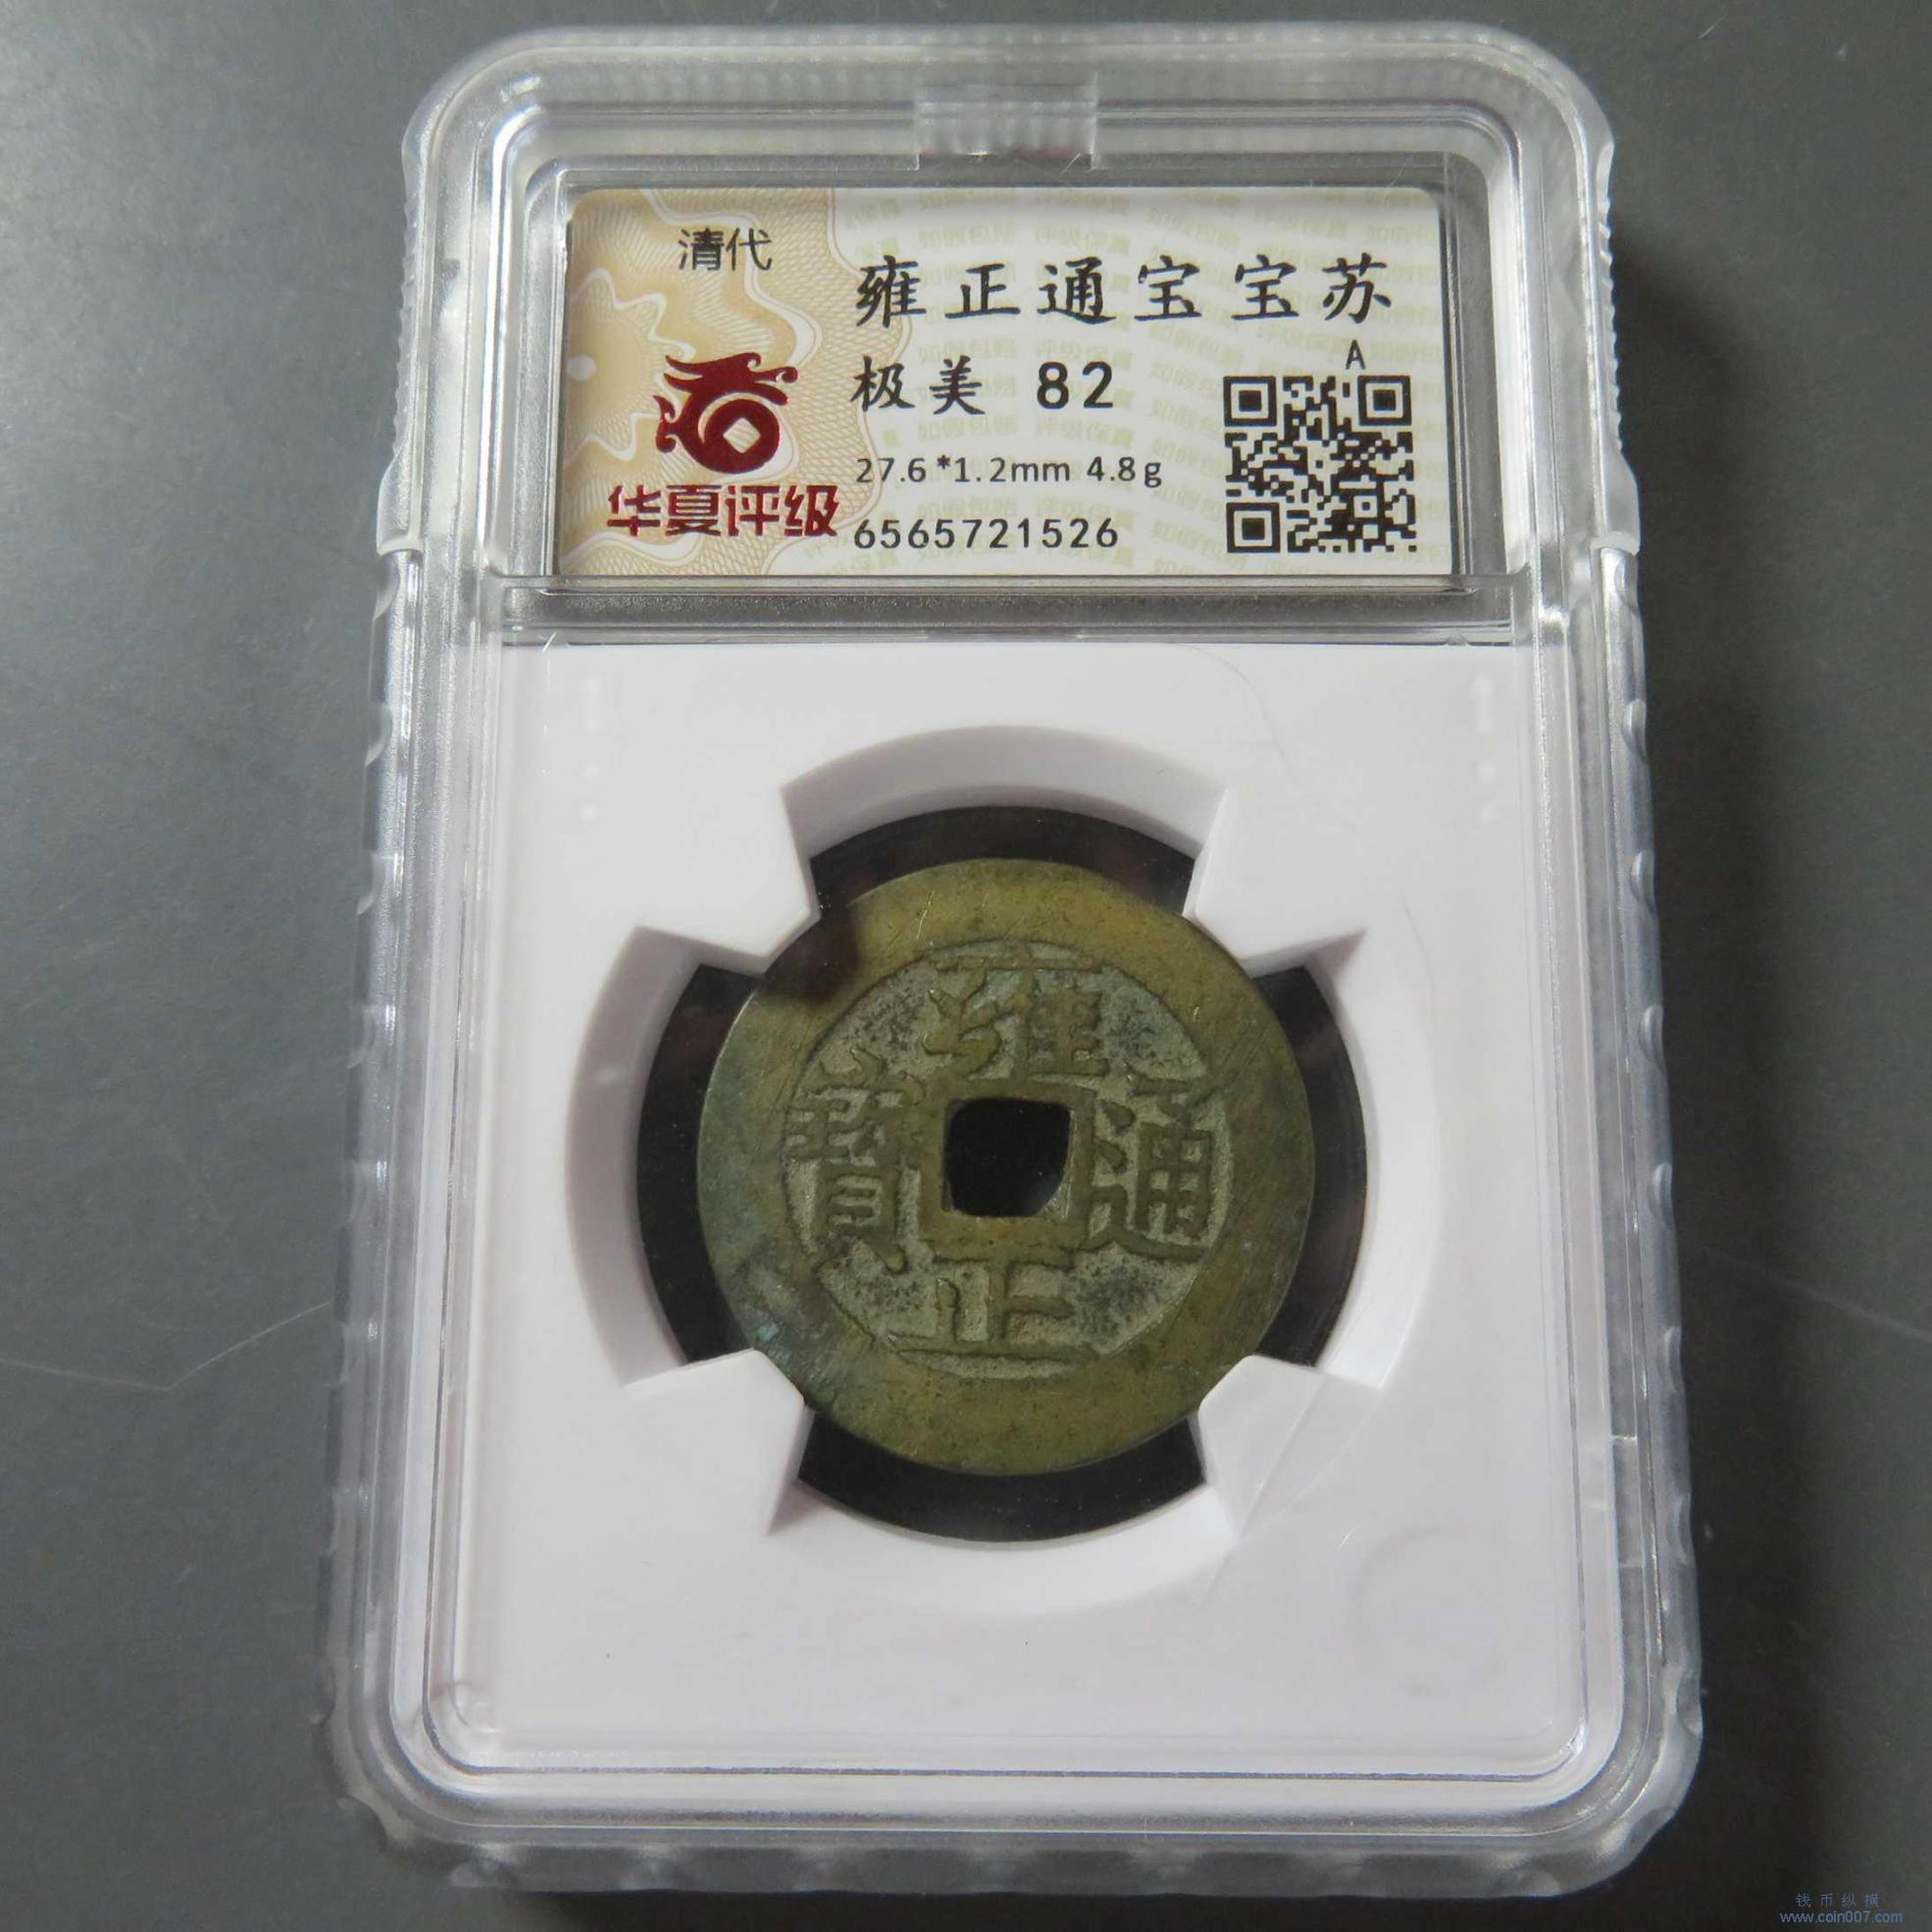 清代
华夏评级
雍正通宝宝苏
A
极美 82
27.6*1.2mm 4.8g
6565721526
雍正通寶
钱币纵横
www.coin007.com